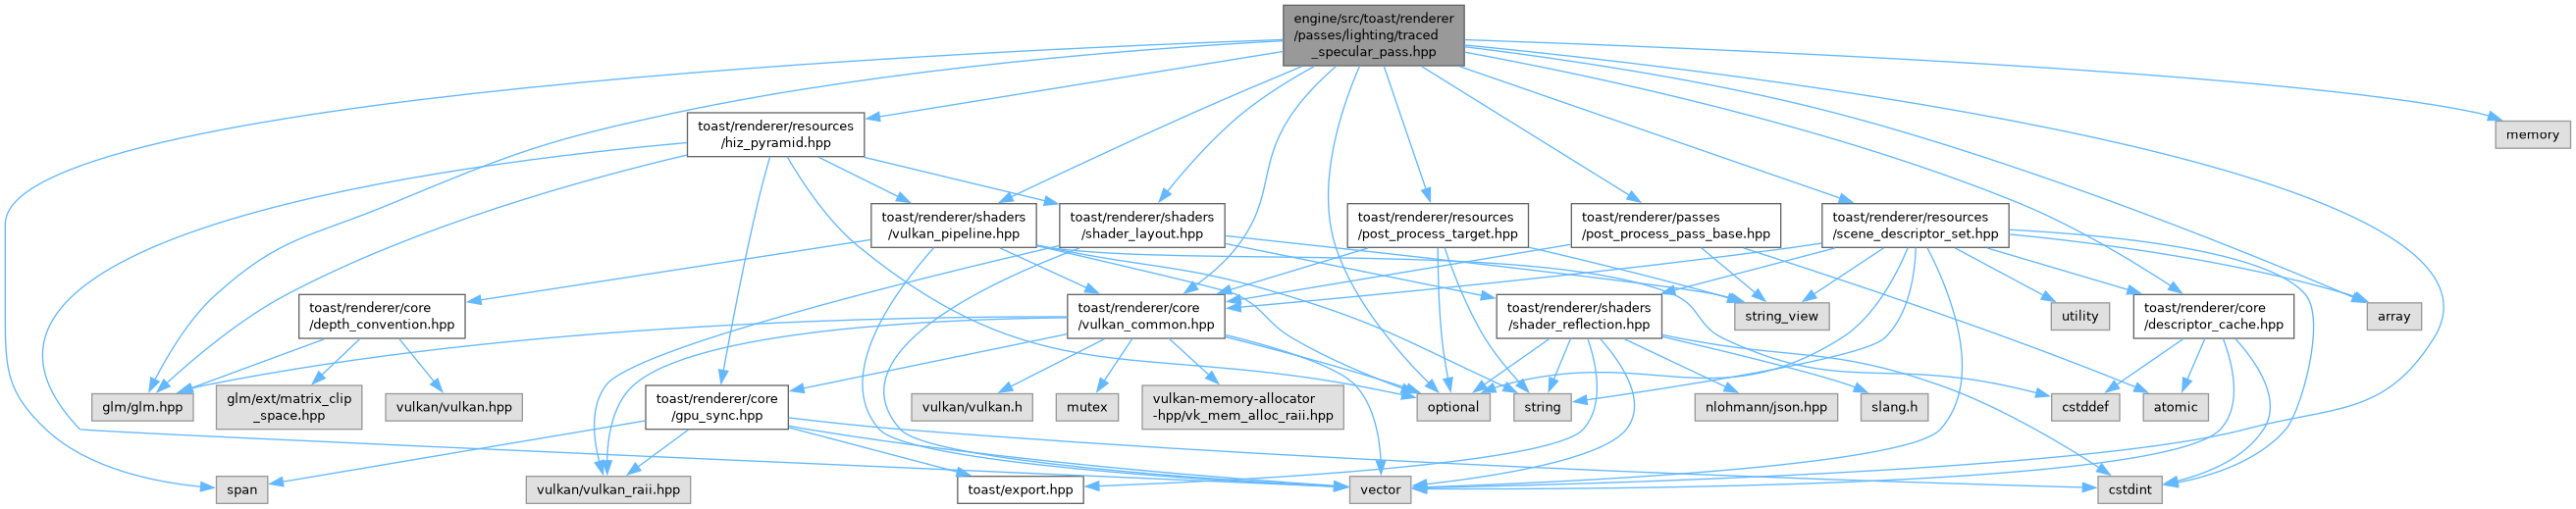 engine/src/toast/renderer
/passes/lighting/traced
_specular_pass.hpp
toast/renderer/resources
/hiz_pyramid.hpp
memory
toast/renderer/shaders
/vulkan_pipeline.hpp
toast/renderer/shaders
/shader_layout.hpp
toast/renderer/resources
/post_process_target.hpp
toast/renderer/passes
/post_process_pass_base.hpp
toast/renderer/resources
/scene_descriptor_set.hpp
toast/renderer/core
/depth_convention.hpp
toast/renderer/core
/vulkan_common.hpp
toast/renderer/shaders
/shader_reflection.hpp
string_view
utility
toast/renderer/core
/descriptor_cache.hpp
array
glm/glm.hpp
glm/ext/matrix_clip
_space.hpp
vulkan/vulkan.hpp
toast/renderer/core
/gpu_sync.hpp
vulkan/vulkan.h
mutex
vulkan-memory-allocator
-hpp/vk_mem_alloc_raii.hpp
optional
string
nlohmann/json.hpp
slang.h
cstddef
atomic
span
vulkan/vulkan_raii.hpp
toast/export.hpp
vector
cstdint